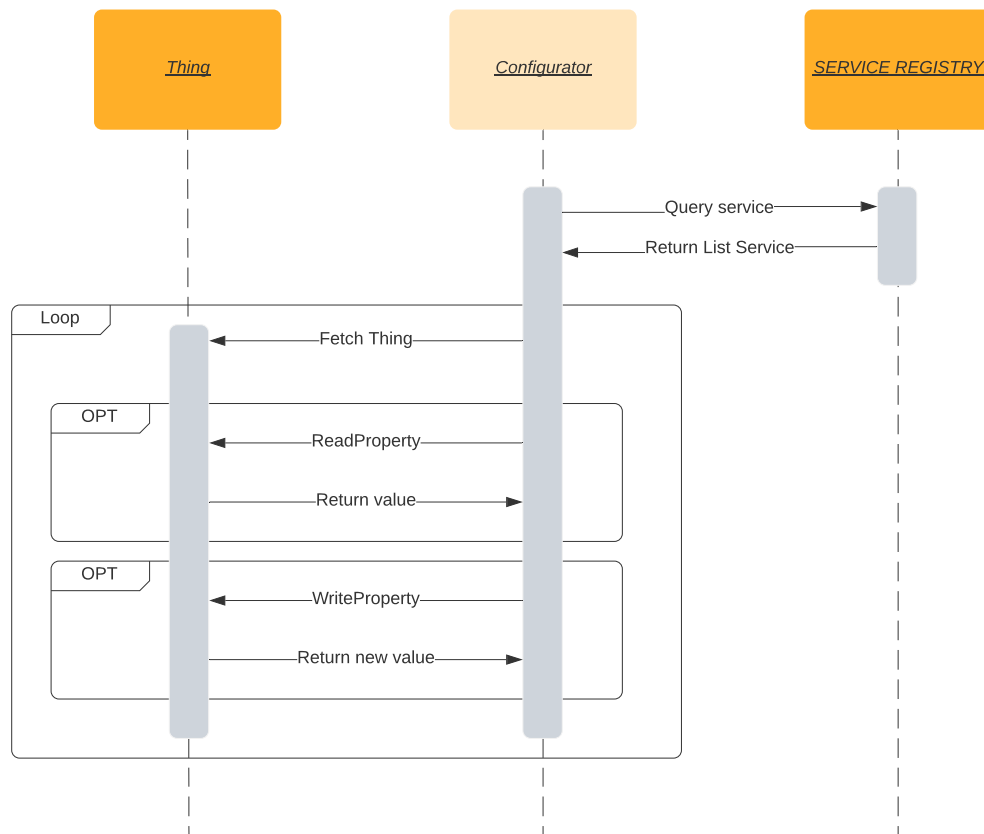 Thing
Configurator
SERVICE REGISTRY
Query service
Return List Service
Loop
Fetch Thing
OPT
ReadProperty
Return value
OPT
WriteProperty
Return new value